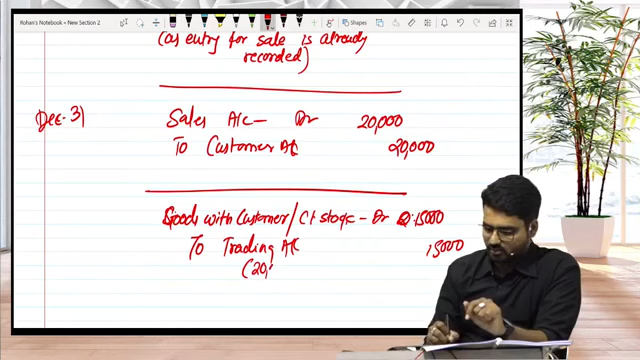 Rohan's Notebook » New Section 2
Shapes
(as entry for sale is already
recorded)
Dec-31
Sales A/c — Dr 20,000
To Customer A/c 20,000
Goods with Customer / Cl stock - Dr 15000
To Trading A/c 15000
(20,